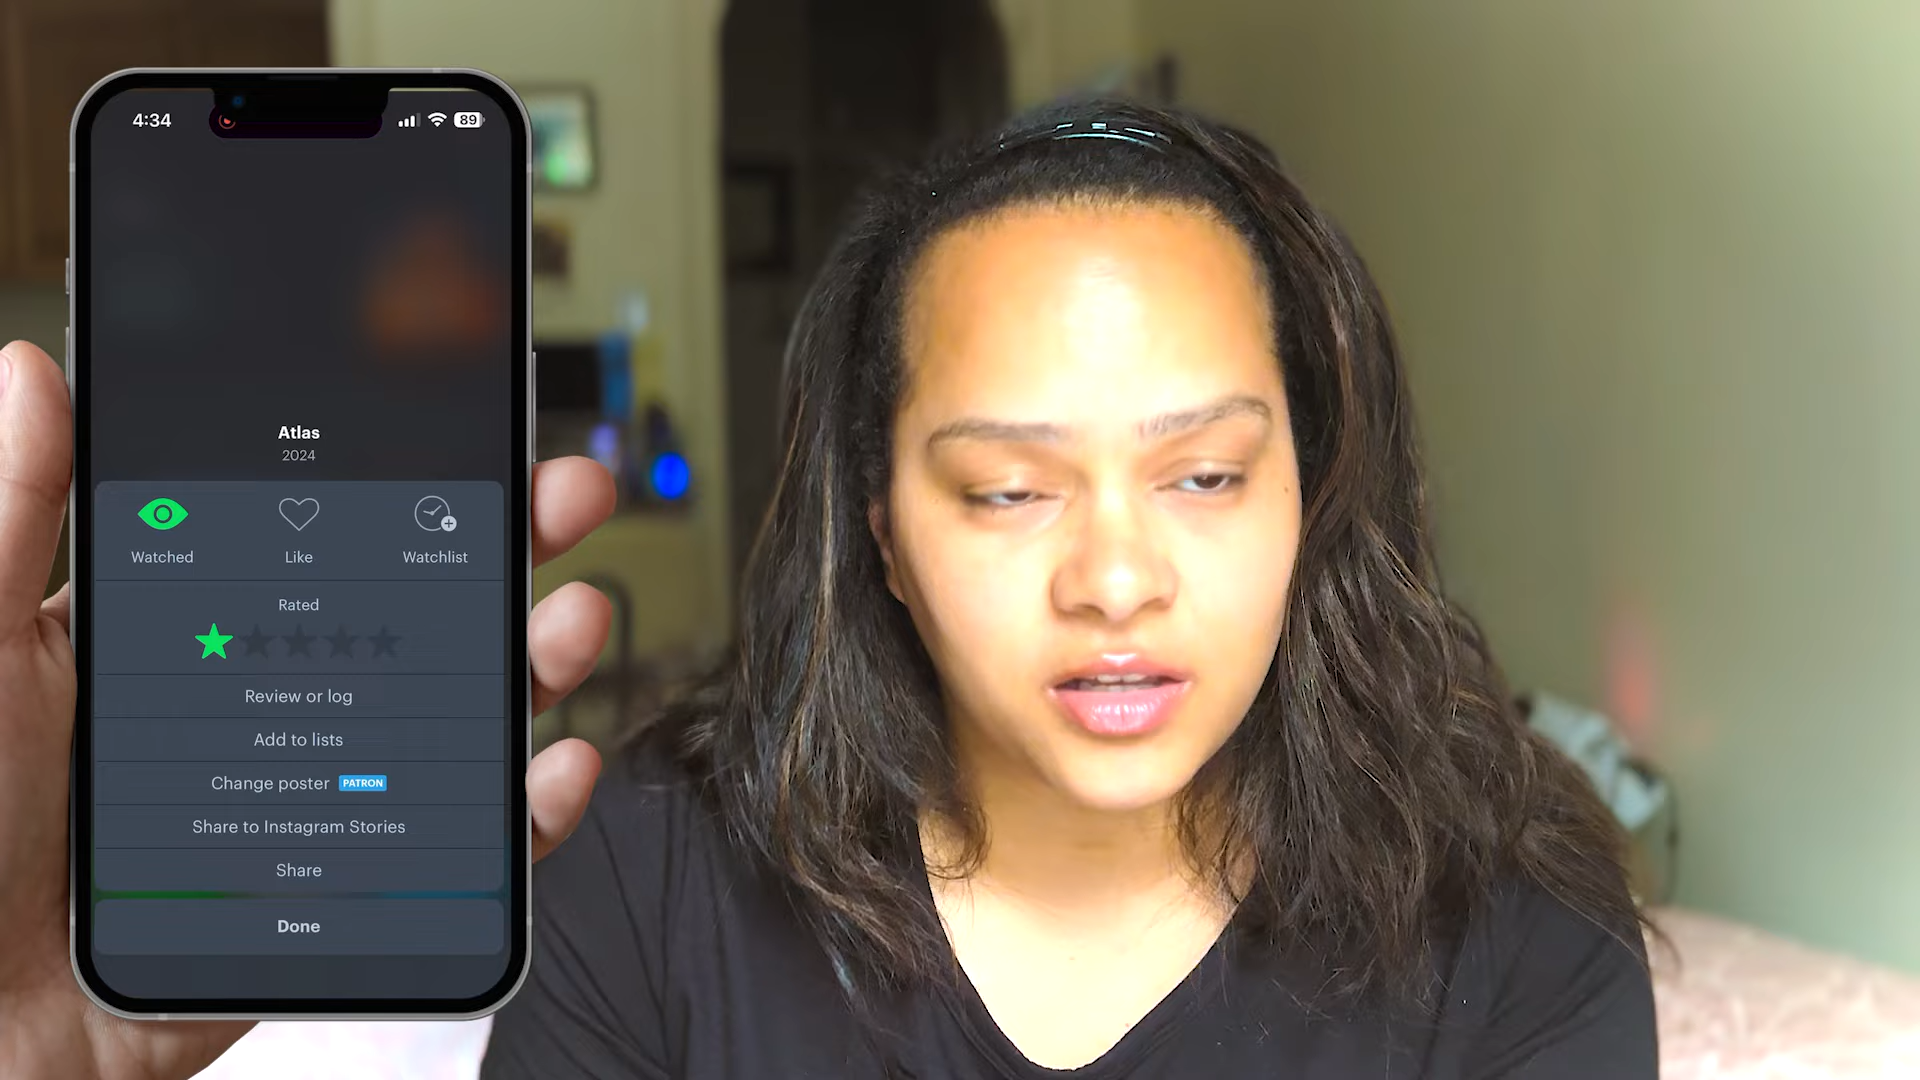 4:34
89
Atlas
2024
Watched
Like
Watchlist
Rated
Review or log
Add to lists
Change poster PATRON
Share to Instagram Stories
Share
Done